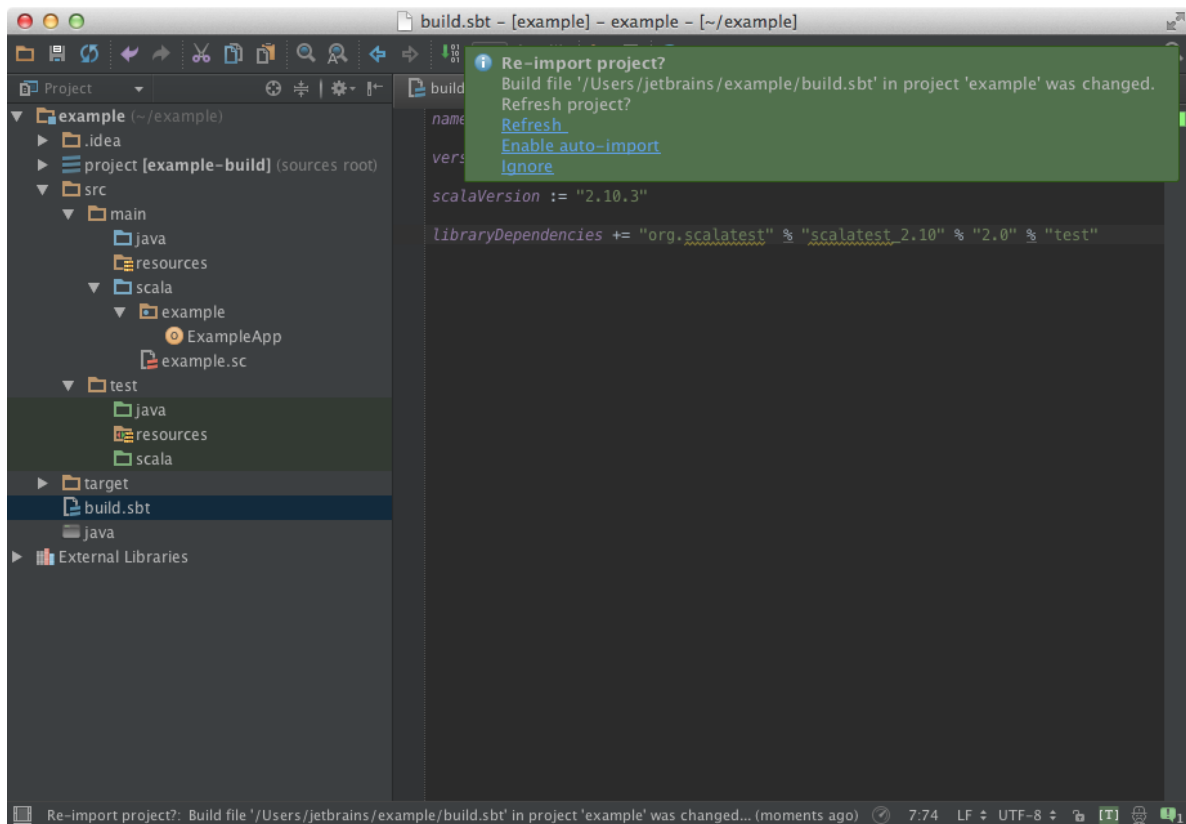 build.sbt – [example] – example – [~/example]
Re-import project?
Build file '/Users/jetbrains/example/build.sbt' in project 'example' was changed.
Refresh project?
Refresh
Enable auto-import
Ignore
Project
build
example (~/example)
.idea
project [example-build] (sources root)
src
main
java
resources
scala
example
ExampleApp
example.sc
test
java
resources
scala
target
build.sbt
java
External Libraries
name
vers
scalaVersion := "2.10.3"
libraryDependencies += "org.scalatest" % "scalatest_2.10" % "2.0" % "test"
Re-import project?: Build file '/Users/jetbrains/example/build.sbt' in project 'example' was changed... (moments ago) 7:74 LF UTF-8 [T] 1